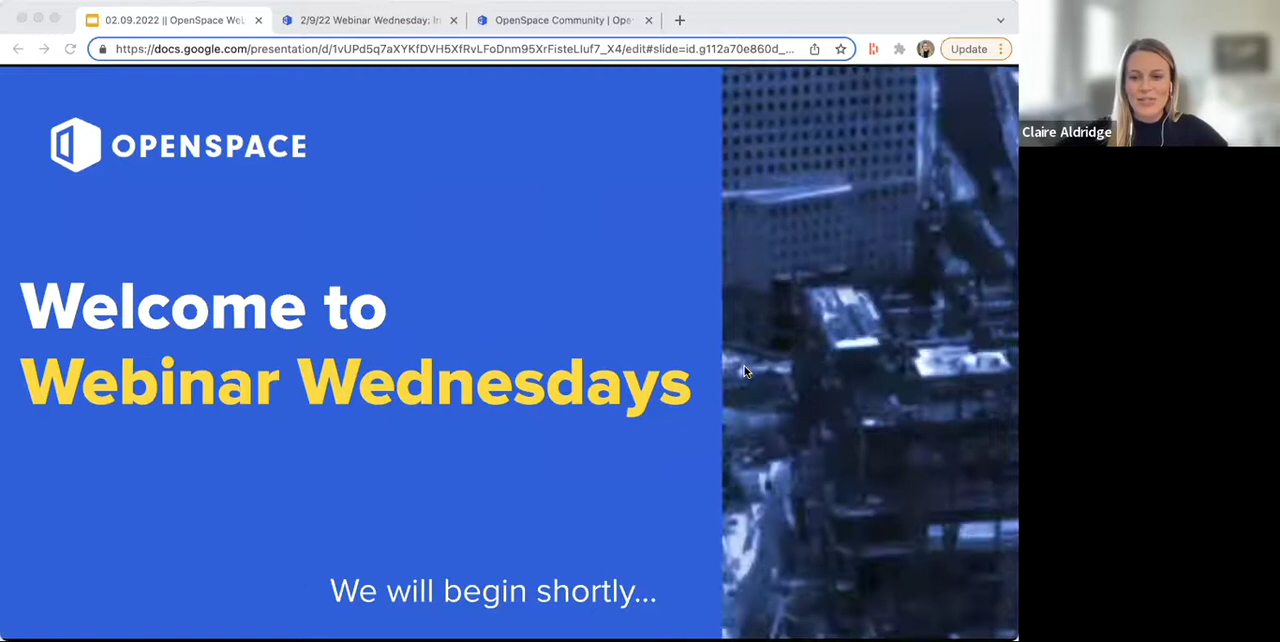 02.09.2022 || OpenSpace Wel
2/9/22 Webinar Wednesday: In
OpenSpace Community | Ope
https://docs.google.com/presentation/d/1vUPd5q7aXYKfDVH5XfRvLFoDnm95XrFisteLIuf7_X4/edit#slide=id.g112a70e860d_...
Update
Claire Aldridge
OPENSPACE
Welcome to
Webinar Wednesdays
We will begin shortly...